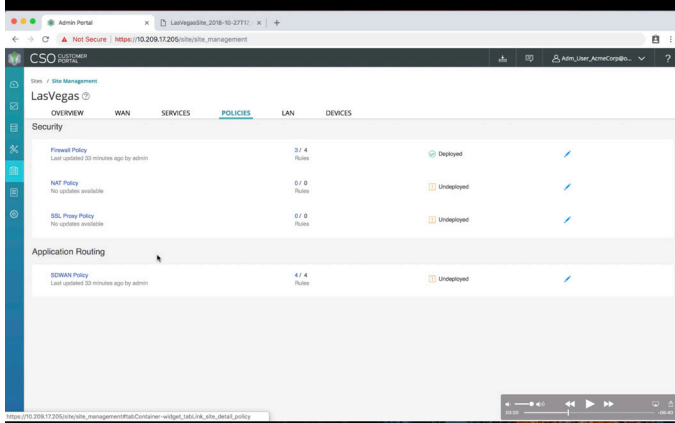 Admin Portal
LasVegasSite_2018-10-27T17
Not Secure | https://10.209.17.205/site/site_management
CSO CUSTOMER PORTAL
Adm_User_AcmeCorp@o...
?
Sites / Site Management
LasVegas
OVERVIEW WAN SERVICES POLICIES LAN DEVICES
Security
Firewall Policy 3 / 4 Deployed
Last updated 33 minutes ago by admin Rules
NAT Policy 0 / 0 Undeployed
No updates available Rules
SSL Proxy Policy 0 / 0 Undeployed
No updates available Rules
Application Routing
SDWAN Policy 4 / 4 Undeployed
Last updated 33 minutes ago by admin Rules
https://10.209.17.205/site/site_management#tabContainer-widget_tabLink_site_detail_policy